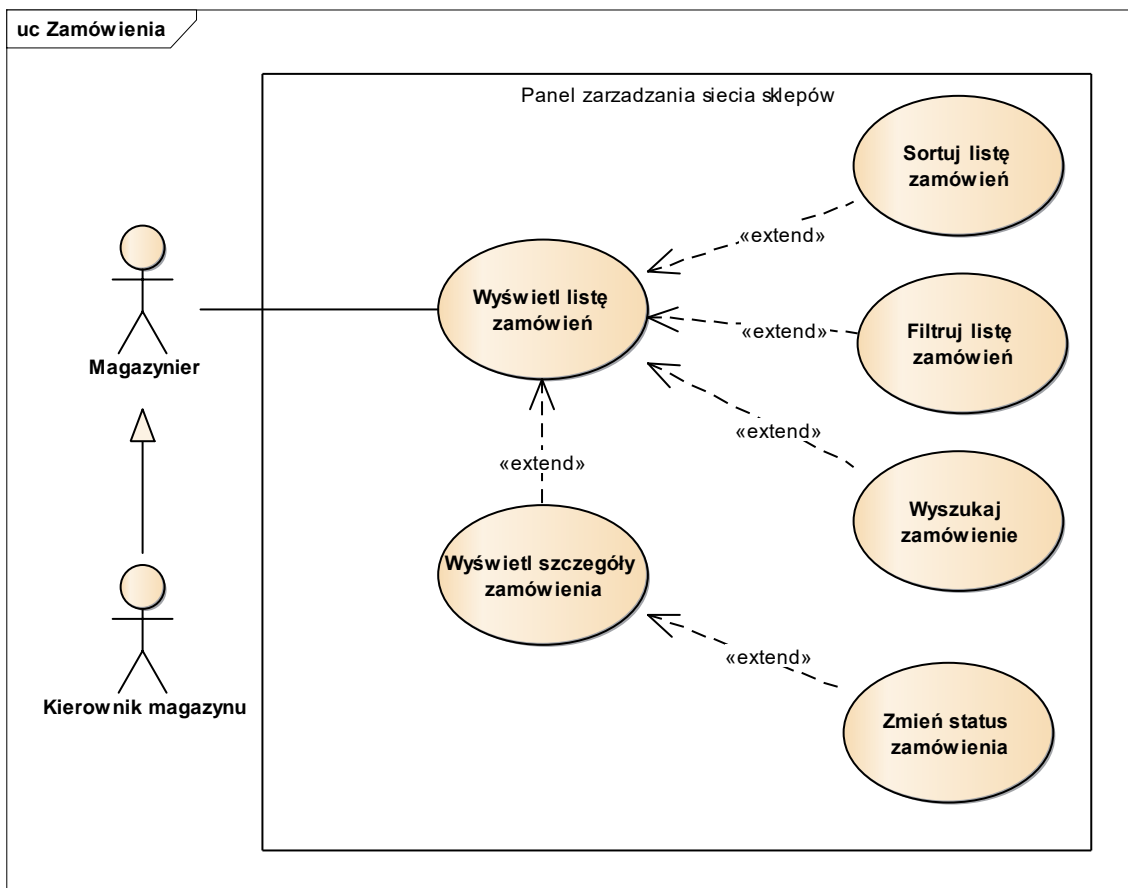 uc Zamówienia
Panel zarzadzania siecia sklepów
Sortuj listę
zamówień
«extend»
Wyświetl listę
zamówień
Filtruj listę
zamówień
«extend»
Magazynier
«extend»
«extend»
Wyszukaj
zamówienie
Wyświetl szczegóły
zamówienia
«extend»
Kierownik magazynu
Zmień status
zamówienia